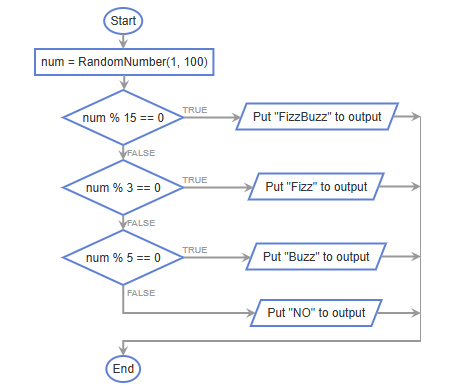 Start
num = RandomNumber(1, 100)
num % 15 == 0
TRUE
Put "FizzBuzz" to output
FALSE
num % 3 == 0
TRUE
Put "Fizz" to output
FALSE
num % 5 == 0
TRUE
Put "Buzz" to output
FALSE
Put "NO" to output
End